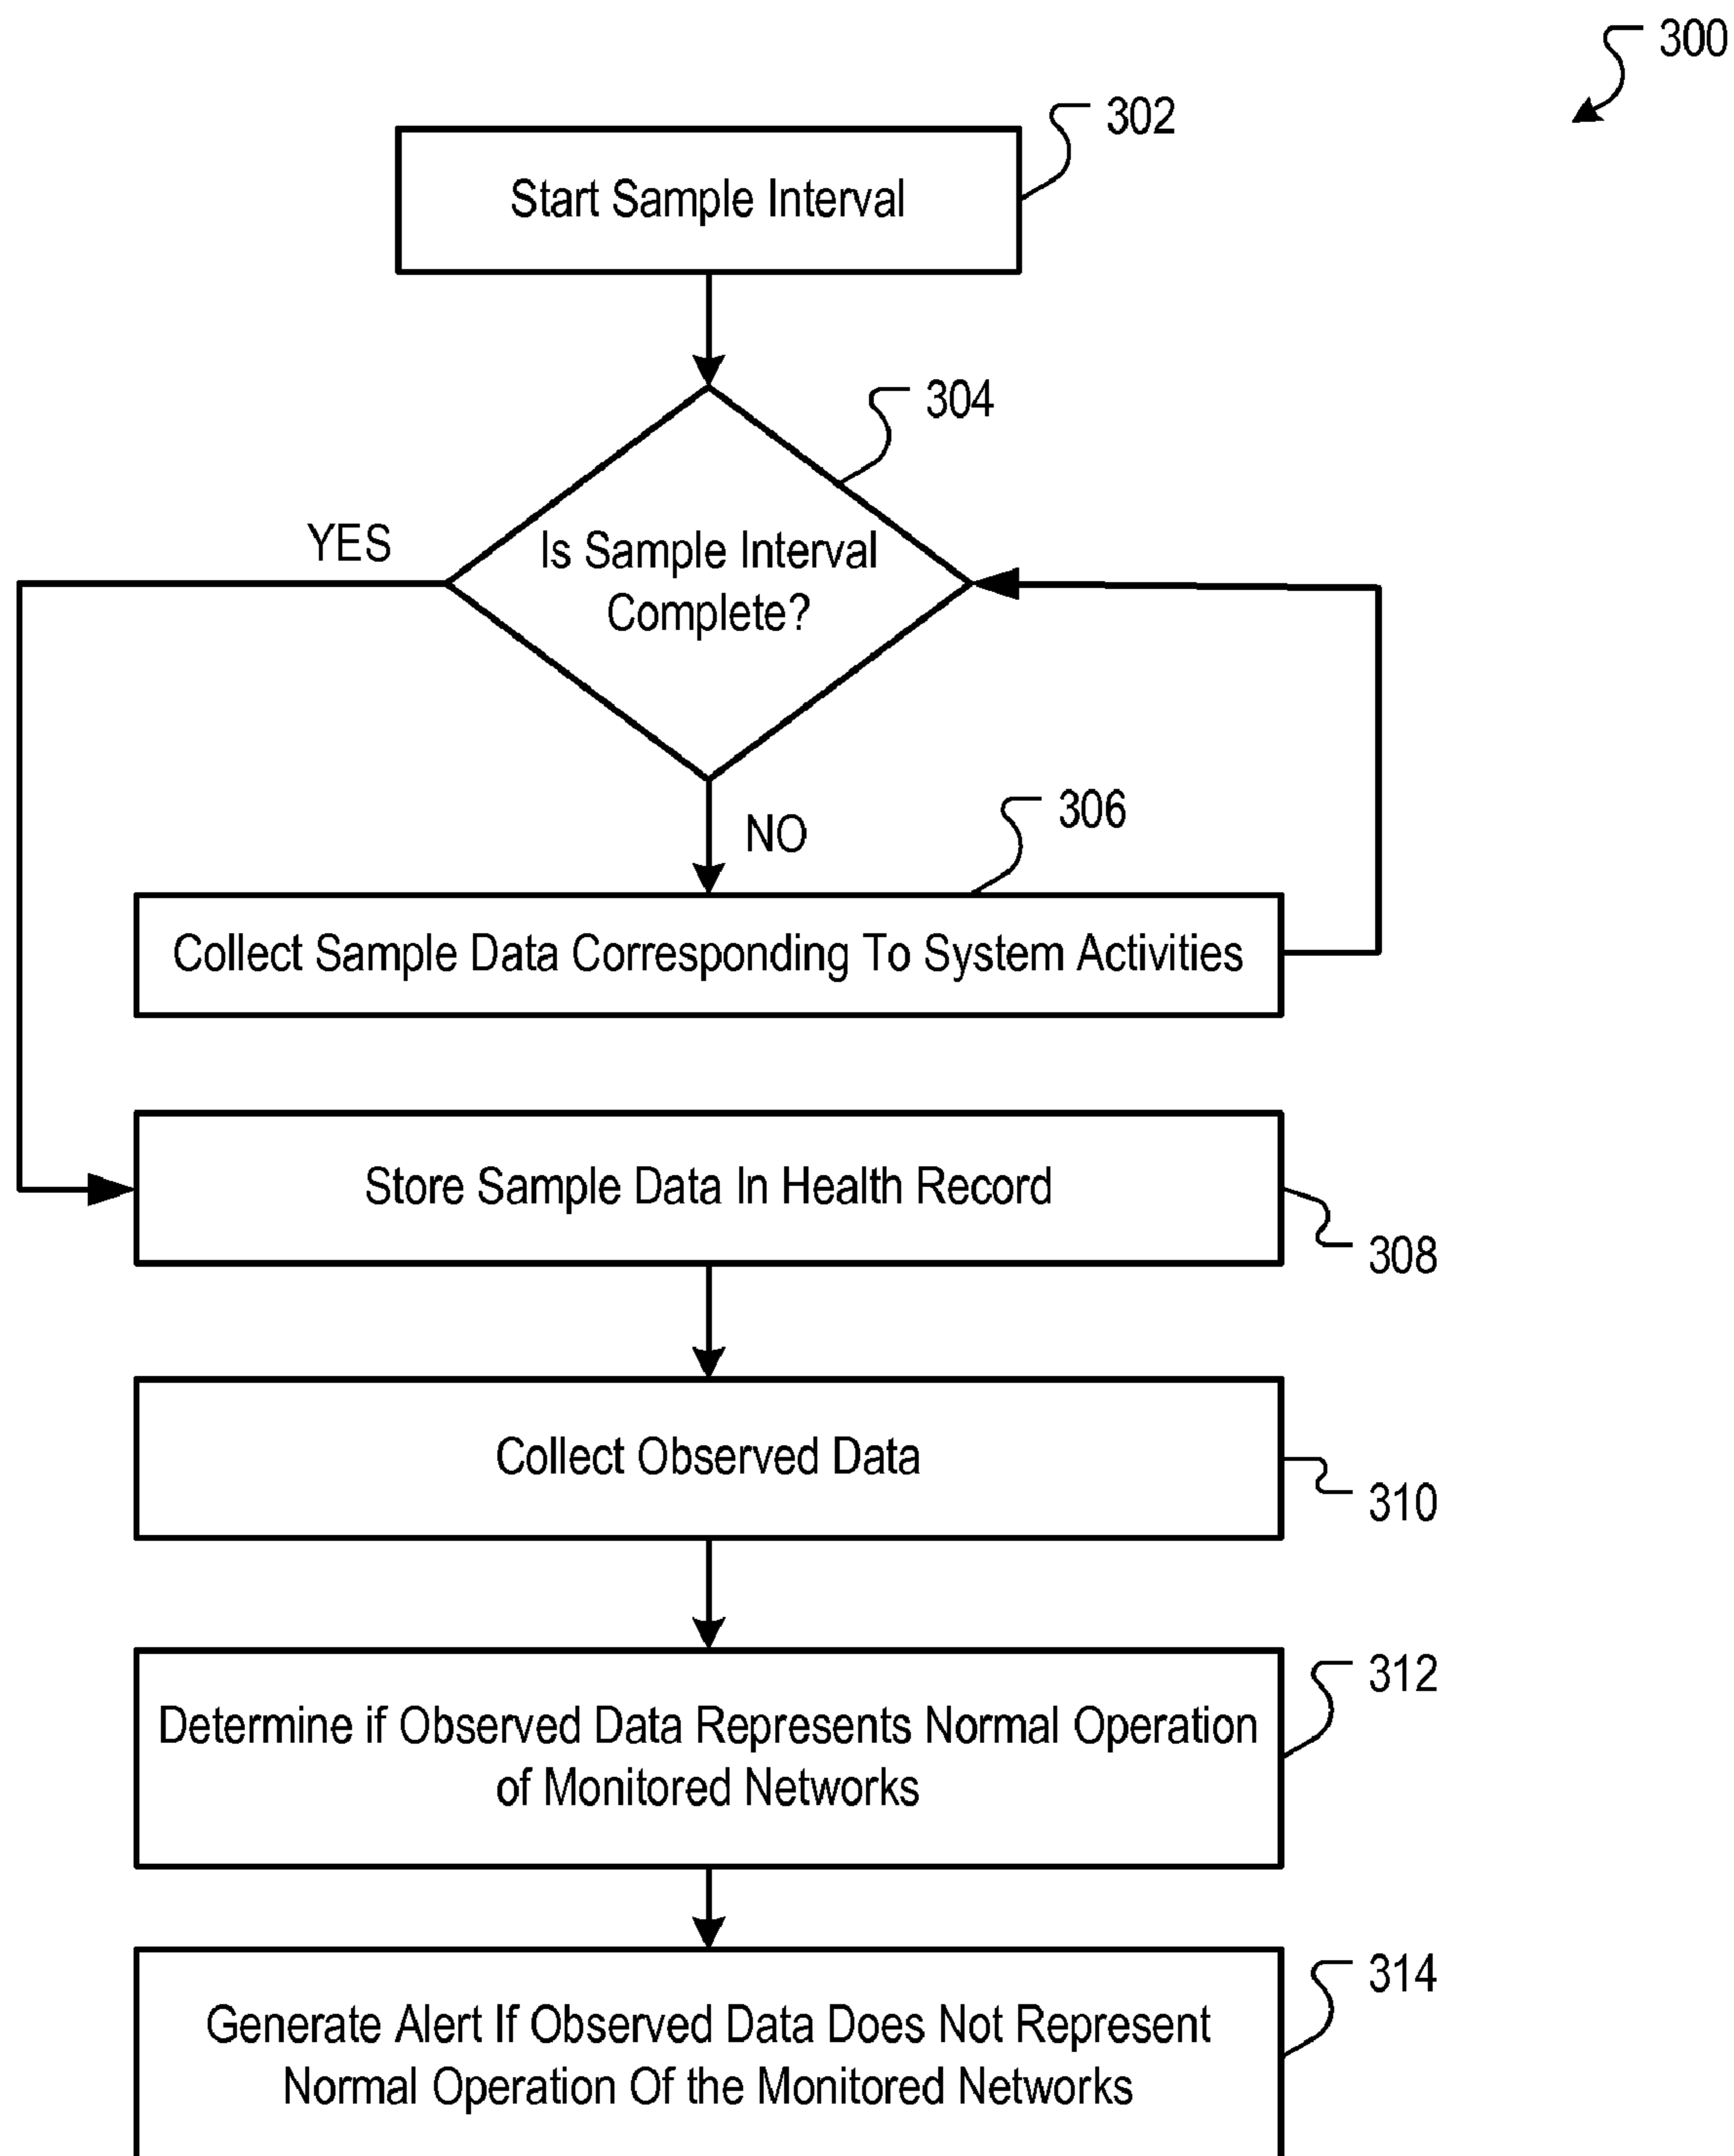 300
302
Start Sample Interval
304
YES
Is Sample Interval
Complete?
NO
306
Collect Sample Data Corresponding To System Activities
Store Sample Data In Health Record
308
Collect Observed Data
310
312
Determine if Observed Data Represents Normal Operation
of Monitored Networks
314
Generate Alert If Observed Data Does Not Represent
Normal Operation Of the Monitored Networks